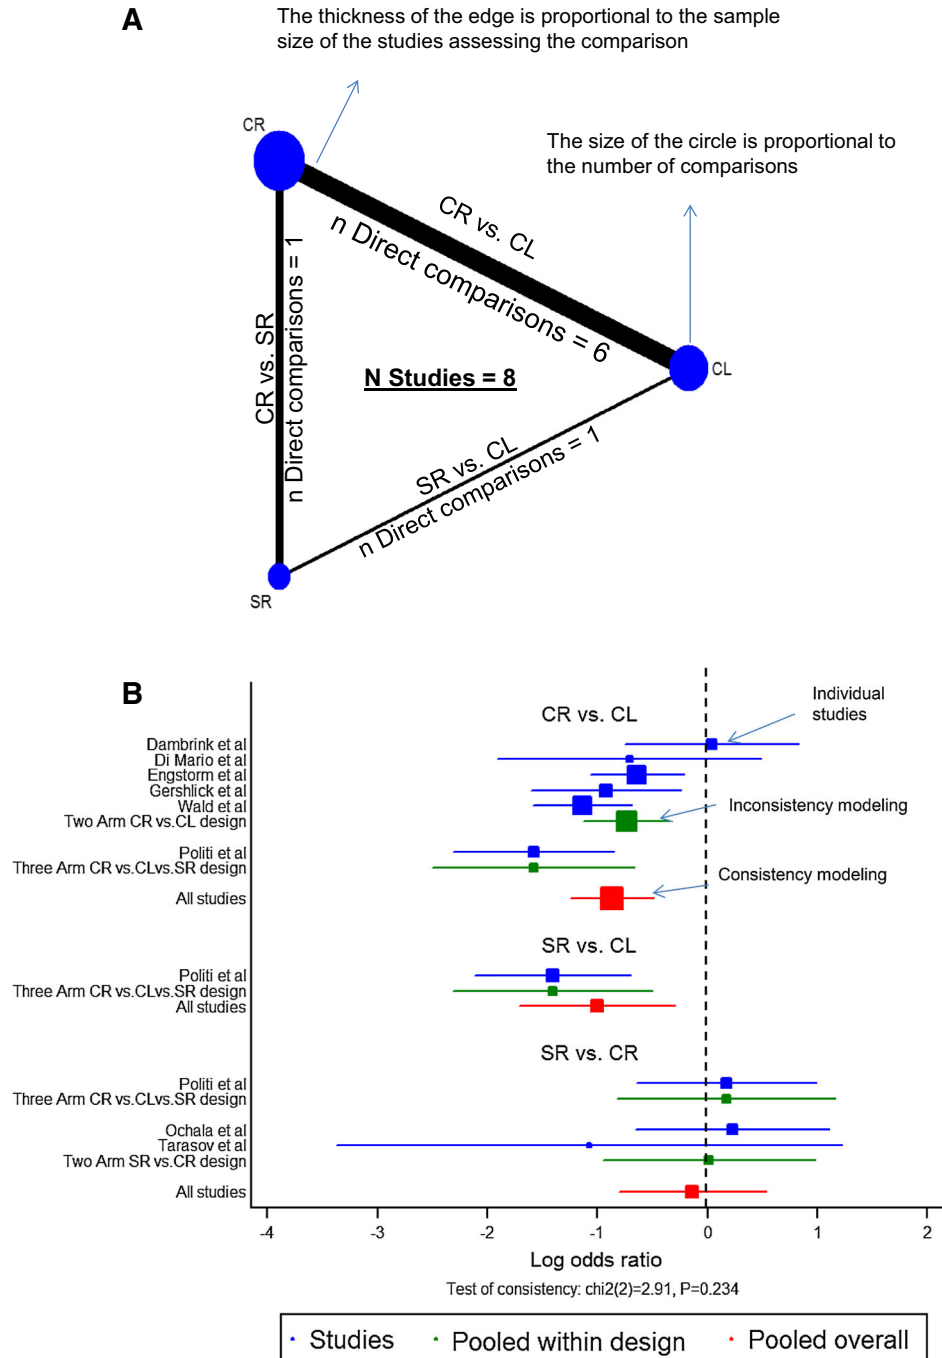 A
The thickness of the edge is proportional to the sample
size of the studies assessing the comparison
CR
The size of the circle is proportional to
the number of comparisons
CR vs. CL
n Direct comparisons = 6
CR vs. SR
n Direct comparisons = 1
N Studies = 8
CL
SR vs. CL
n Direct comparisons = 1
SR
B
Individual
studies
CR vs. CL
Dambrink et al
Di Mario et al
Engstorm et al
Gershlick et al
Wald et al
Inconsistency modeling
Two Arm CR vs.CL design
Politi et al
Three Arm CR vs.CLvs.SR design
Consistency modeling
All studies
SR vs. CL
Politi et al
Three Arm CR vs.CLvs.SR design
All studies
SR vs. CR
Politi et al
Three Arm CR vs.CLvs.SR design
Ochala et al
Tarasov et al
Two Arm SR vs.CR design
All studies
-4 -3 -2 -1 0 1 2
Log odds ratio
Test of consistency: chi2(2)=2.91, P=0.234
Studies Pooled within design Pooled overall